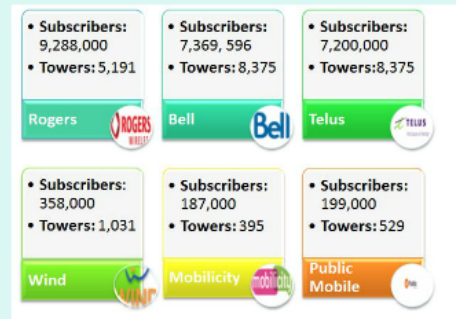 • Subscribers:
9,288,000
• Towers: 5,191
Rogers
ROGERS
WIRELESS
• Subscribers:
7,369, 596
• Towers: 8,375
Bell
Bell
• Subscribers:
7,200,000
• Towers:8,375
Telus
TELUS
• Subscribers:
358,000
• Towers: 1,031
Wind
WIND
• Subscribers:
187,000
• Towers: 395
Mobilicity
mobilicity
• Subscribers:
199,000
• Towers: 529
Public
Mobile